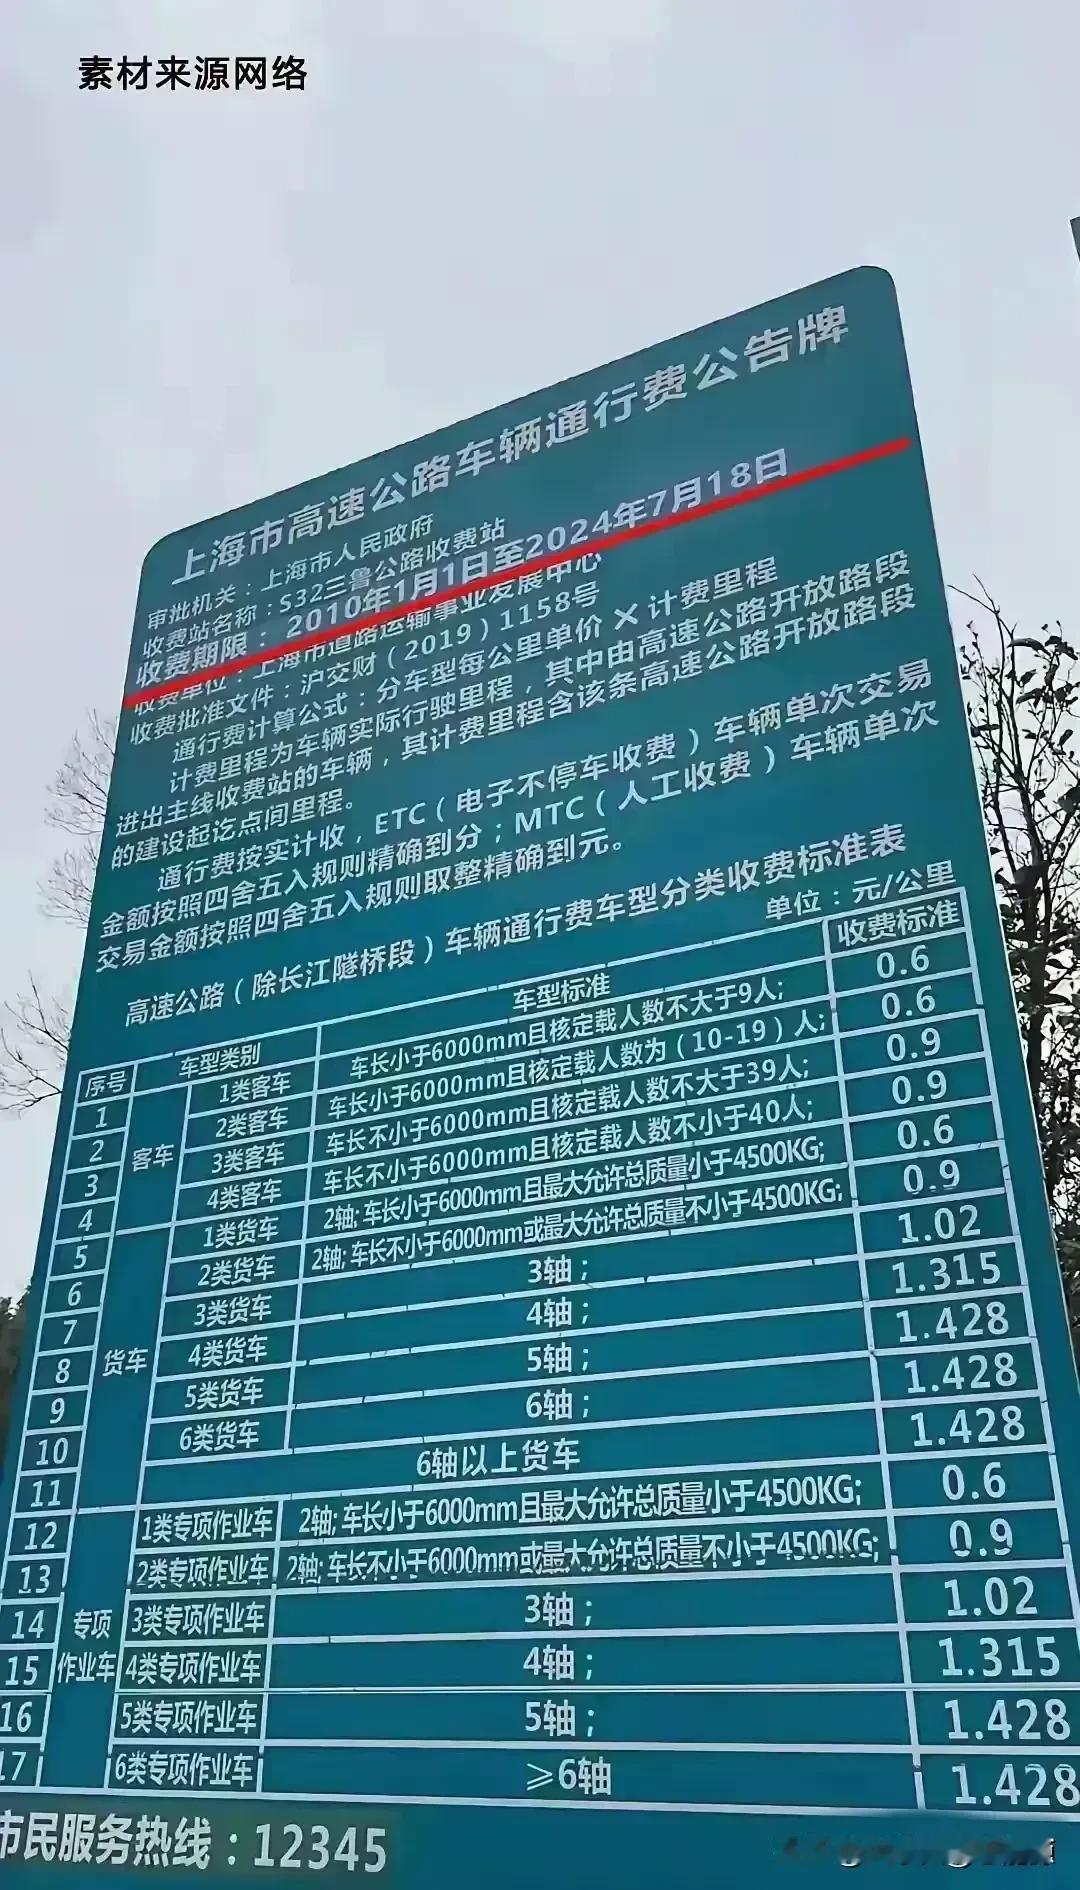 素材来源网络
上海市高速公路车辆通行费公告牌
审批机关：上海市人民政府
收费站名称：S32三鲁公路收费站
收费期限：2010年1月1日至2024年7月18日
收费单位：上海市道路运输事业发展中心
收费批准文件：沪交财（2019）1158号
通行费计算公式：分车型每公里单价×计费里程
计费里程为车辆实际行驶里程，其中由高速公路开放路段
进出主线收费站的车辆，其计费里程含该条高速公路开放路段
的建设起讫点间里程。
通行费按实计收，ETC（电子不停车收费）车辆单次交易
金额按照四舍五入规则精确到分；MTC（人工收费）车辆单次
交易金额按照四舍五入规则取整精确到元。
高速公路（除长江隧桥段）车辆通行费车型分类收费标准表
单位：元/公里
序号 车型类别 车型标准 收费标准
1 客车 1类客车 车长小于6000mm且核定载人数不大于9人; 0.6
2 2类客车 车长小于6000mm且核定载人数为（10-19）人; 0.6
3 3类客车 车长不小于6000mm且核定载人数不大于39人; 0.9
4 4类客车 车长不小于6000mm且核定载人数不小于40人; 0.9
5 货车 1类货车 2轴; 车长小于6000mm且最大允许总质量小于4500KG; 0.6
6 2类货车 2轴; 车长不小于6000mm或最大允许总质量不小于4500KG; 0.9
7 3类货车 3轴; 1.02
8 4类货车 4轴; 1.315
9 5类货车 5轴; 1.428
10 6类货车 6轴; 1.428
11 6轴以上货车 1.428
12 专项作业车 1类专项作业车 2轴; 车长小于6000mm且最大允许总质量小于4500KG; 0.6
13 2类专项作业车 2轴; 车长不小于6000mm或最大允许总质量不小于4500KG; 0.9
14 3类专项作业车 3轴; 1.02
15 4类专项作业车 4轴; 1.315
16 5类专项作业车 5轴; 1.428
17 6类专项作业车 ≥6轴 1.428
市民服务热线：12345